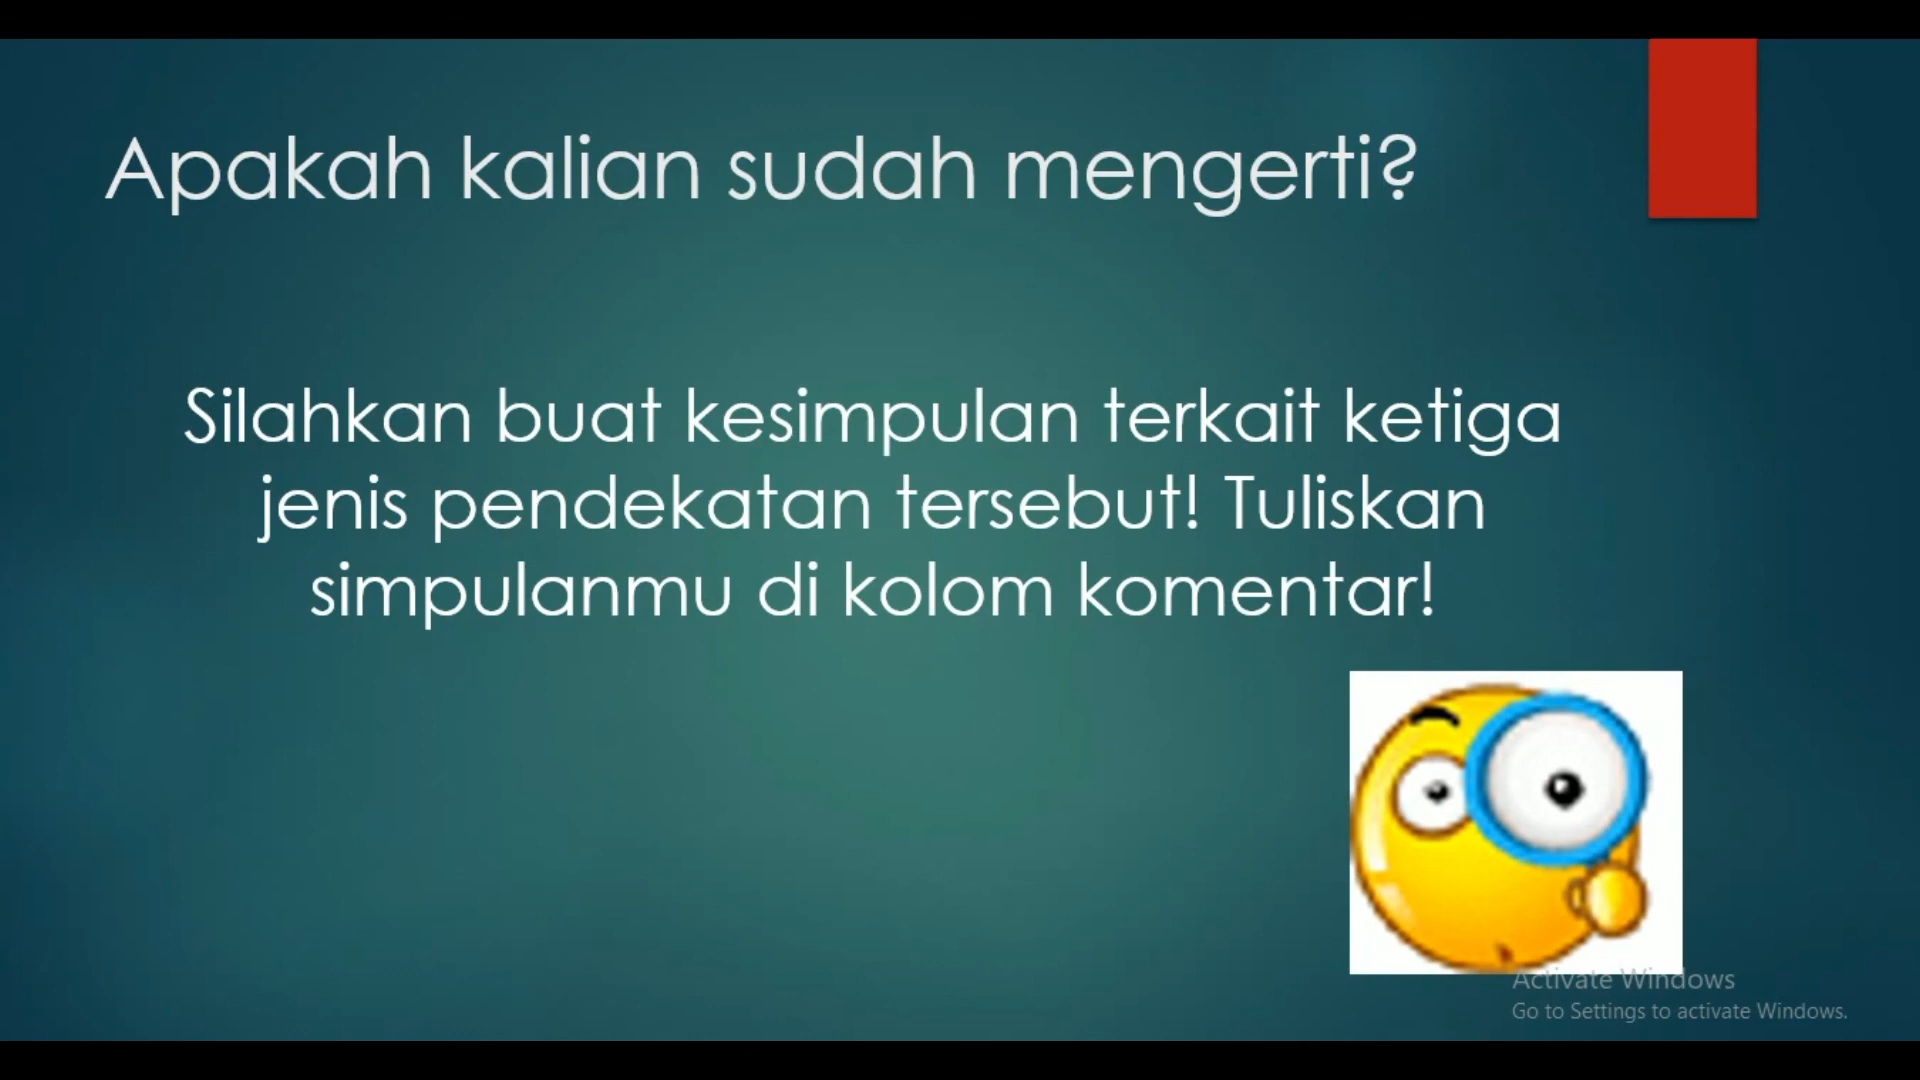 Apakah kalian sudah mengerti?
Silahkan buat kesimpulan terkait ketiga
jenis pendekatan tersebut! Tuliskan
simpulanmu di kolom komentar!
Activate Windows
Go to Settings to activate Windows.